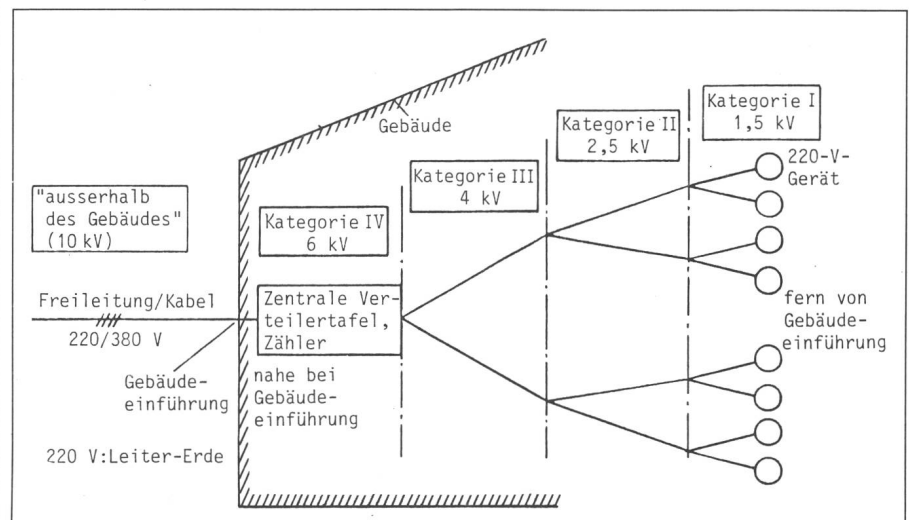 Gebäude
Kategorie I
1,5 kV
Kategorie II
2,5 kV
220-V-
Gerät
Kategorie III
4 kV
"ausserhalb
des Gebäudes"
(10 kV)
Kategorie IV
6 kV
Freileitung/Kabel
220/380 V
Zentrale Ver-
teilertafel,
Zähler
fern von
Gebäude-
einführung
Gebäude-
einführung
nahe bei
Gebäude-
einführung
220 V:Leiter-Erde